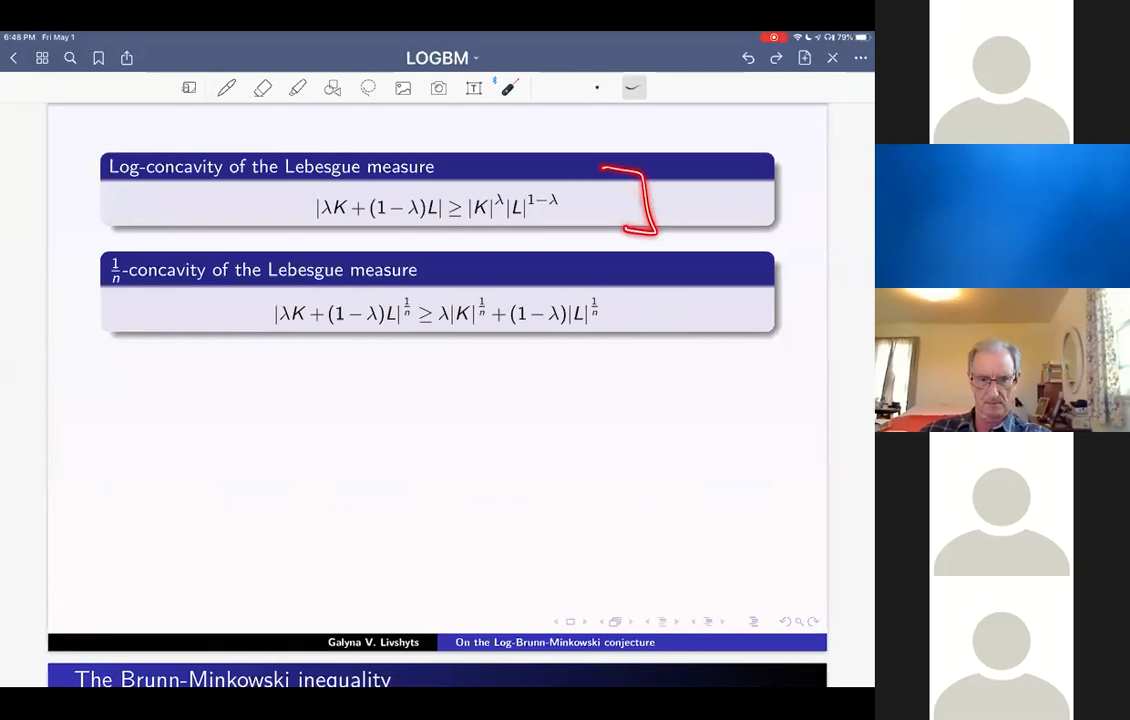 6:48 PM Fri May 1
79%
LOGBM
T
Log-concavity of the Lebesgue measure
|λK + (1 − λ)L| ≥ |K|^λ |L|^{1−λ}
1/n-concavity of the Lebesgue measure
|λK + (1 − λ)L|^{1/n} ≥ λ|K|^{1/n} + (1 − λ)|L|^{1/n}
Galyna V. Livshyts On the Log-Brunn-Minkowski conjecture
The Brunn-Minkowski inequality